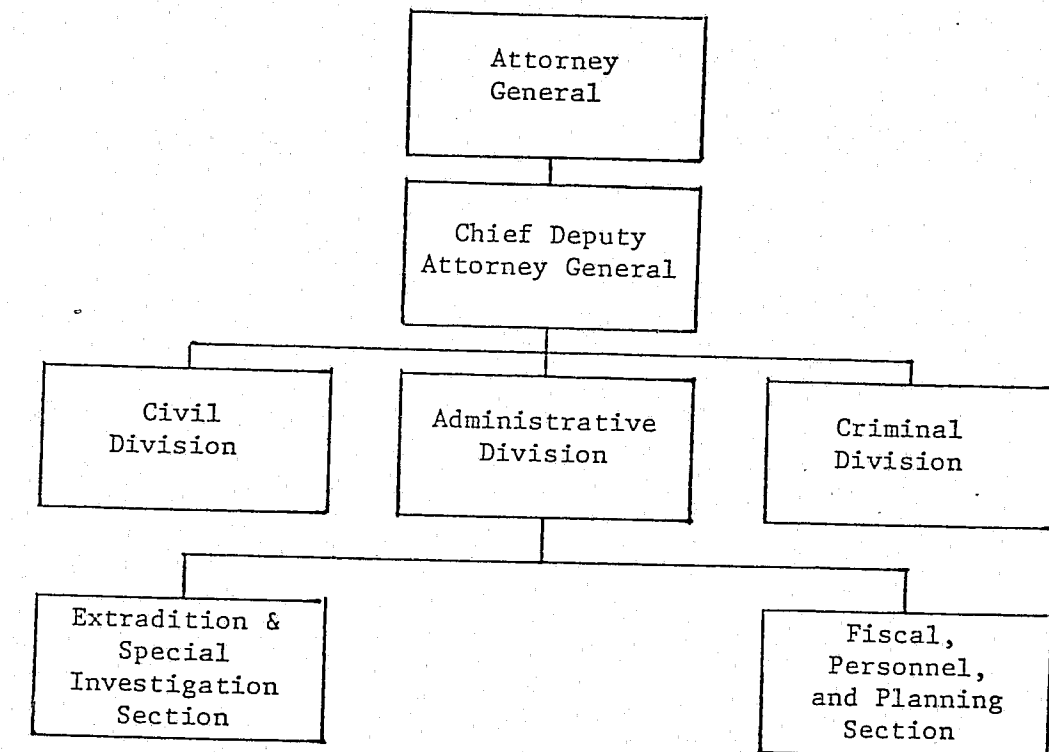 Attorney
General
Chief Deputy
Attorney General
Civil
Division
Administrative
Division
Criminal
Division
Extradition &
Special
Investigation
Section
Fiscal,
Personnel,
and Planning
Section